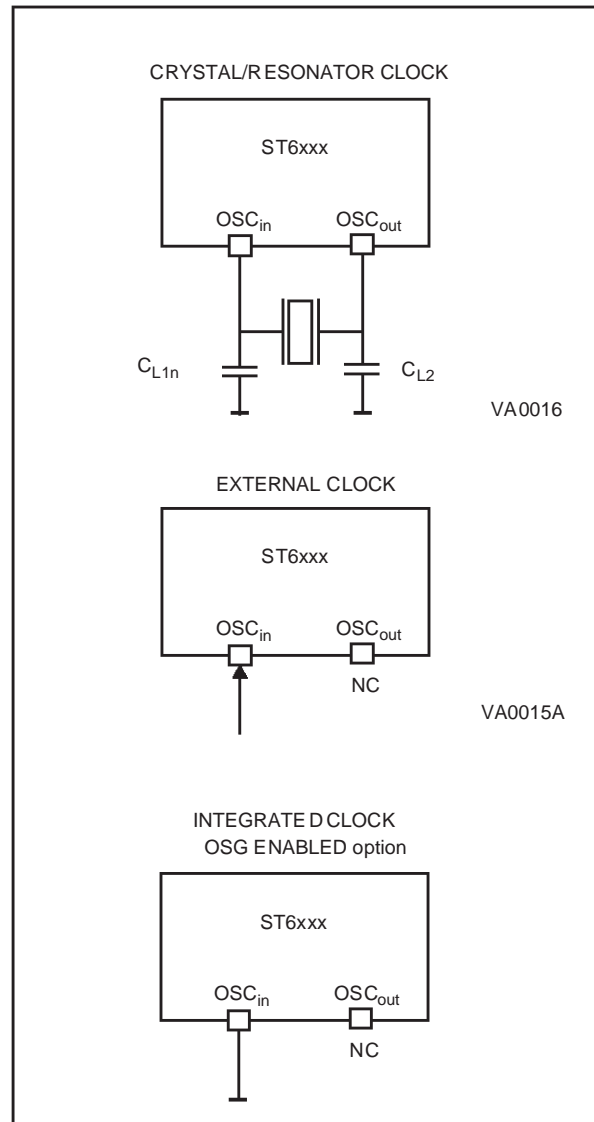 CRYSTAL/RESONATOR CLOCK
ST6xxx
OSCin OSCout
CL1n CL2
VA0016
EXTERNAL CLOCK
ST6xxx
OSCin OSCout
NC
VA0015A
INTEGRATED CLOCK
OSG ENABLED option
ST6xxx
OSCin OSCout
NC